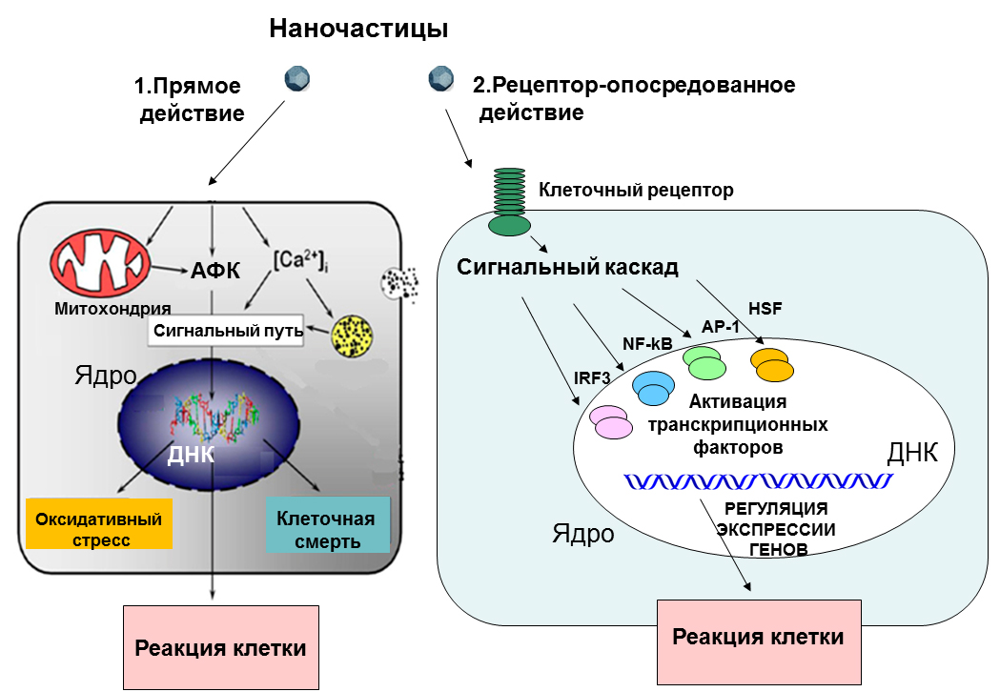 Наночастицы
1.Прямое
действие
2.Рецептор-опосредованное
действие
Митохондрия
АФК
[Ca²⁺]i
Сигнальный путь
Ядро
ДНК
Оксидативный
стресс
Клеточная
смерть
Реакция клетки
Клеточный рецептор
Сигнальный каскад
HSF
AP-1
NF-kB
IRF3
Активация
транскрипционных
факторов
ДНК
РЕГУЛЯЦИЯ
ЭКСПРЕССИИ
ГЕНОВ
Ядро
Реакция клетки